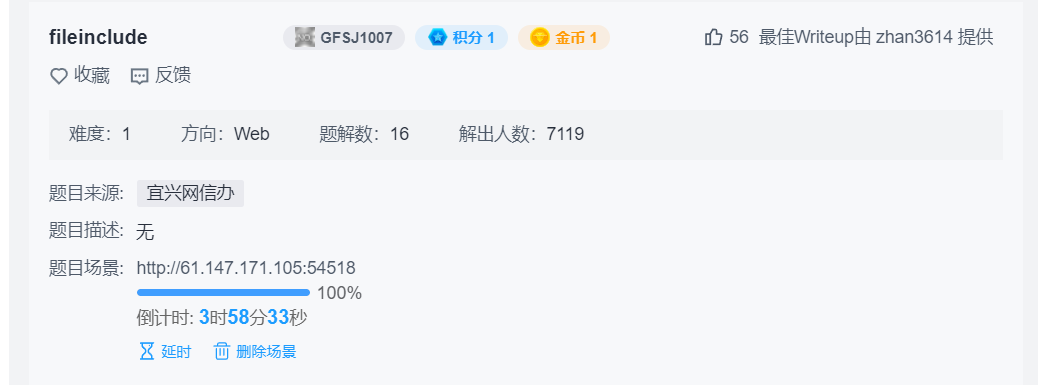 fileinclude GFSJ1007 积分 1 金币 1 56 最佳Writeup由 zhan3614 提供
收藏 反馈
难度：1 方向：Web 题解数：16 解出人数：7119
题目来源: 宜兴网信办
题目描述: 无
题目场景: http://61.147.171.105:54518
100%
倒计时: 3时58分33秒
延时 删除场景